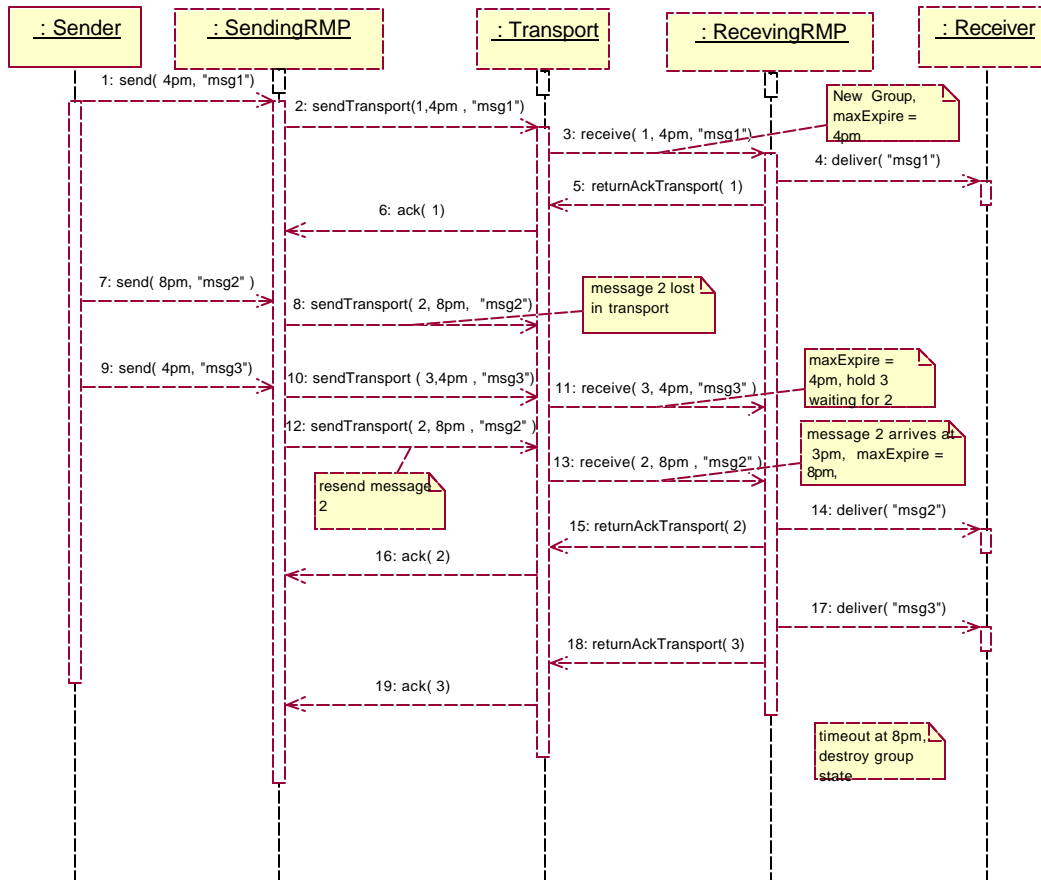 : Sender
: SendingRMP
: Transport
: RecevingRMP
: Receiver
1: send( 4pm, "msg1")
2: sendTransport(1,4pm , "msg1")
New Group,
maxExpire =
4pm
3: receive( 1, 4pm, "msg1")
4: deliver( "msg1")
5: returnAckTransport( 1)
6: ack( 1)
7: send( 8pm, "msg2" )
8: sendTransport( 2, 8pm, "msg2")
message 2 lost
in transport
9: send( 4pm, "msg3")
10: sendTransport ( 3,4pm , "msg3")
11: receive( 3, 4pm, "msg3" )
maxExpire =
4pm, hold 3
waiting for 2
12: sendTransport( 2, 8pm , "msg2" )
13: receive( 2, 8pm , "msg2" )
message 2 arrives at
3pm, maxExpire =
8pm,
resend message
2
14: deliver( "msg2")
15: returnAckTransport( 2)
16: ack( 2)
17: deliver( "msg3")
18: returnAckTransport( 3)
19: ack( 3)
timeout at 8pm,
destroy group
state